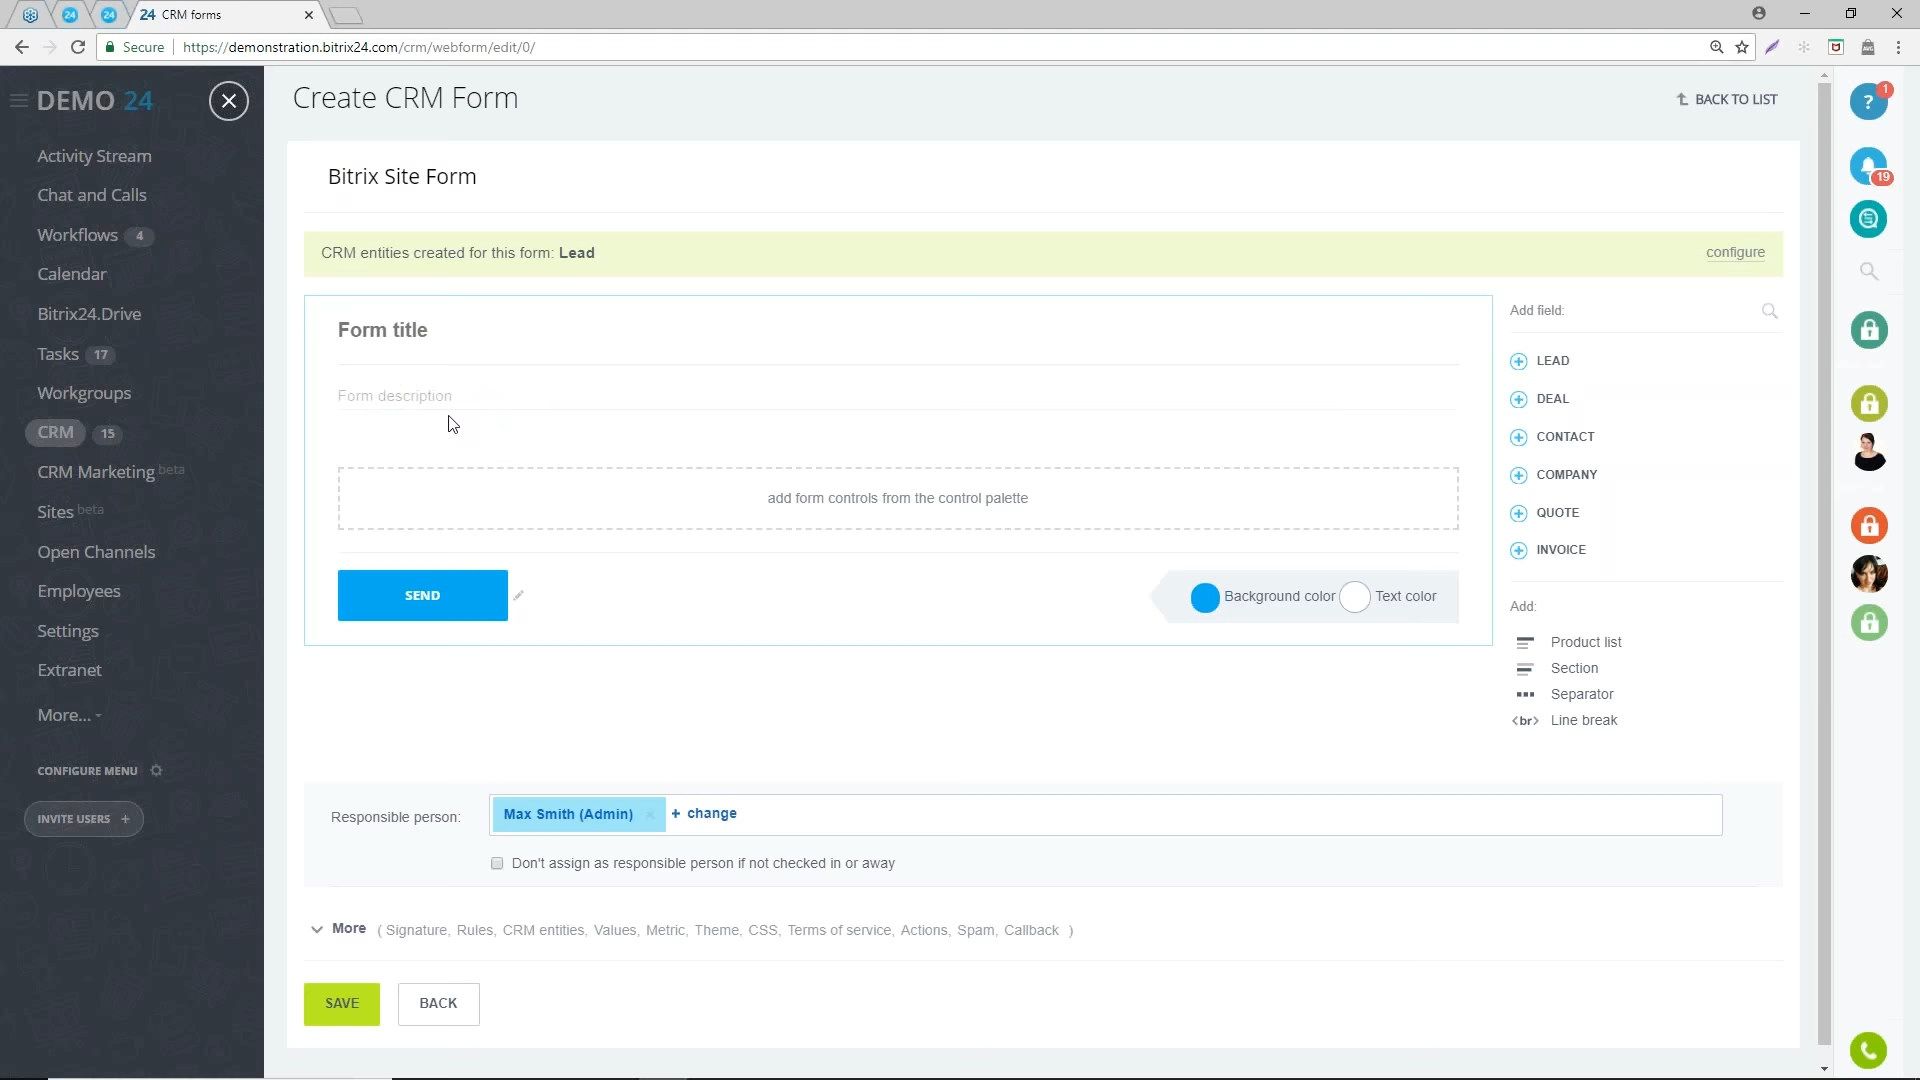 24 CRM forms
Secure https://demonstration.bitrix24.com/crm/webform/edit/0/
DEMO 24
Activity Stream
Chat and Calls
Workflows 4
Calendar
Bitrix24.Drive
Tasks 17
Workgroups
CRM 15
CRM Marketing beta
Sites beta
Open Channels
Employees
Settings
Extranet
More...
CONFIGURE MENU
INVITE USERS +
Create CRM Form
BACK TO LIST
Bitrix Site Form
CRM entities created for this form: Lead
configure
Form title
Form description
add form controls from the control palette
SEND
Background color
Text color
Add field:
LEAD
DEAL
CONTACT
COMPANY
QUOTE
INVOICE
Add:
Product list
Section
Separator
<br> Line break
Responsible person:
Max Smith (Admin) × + change
Don't assign as responsible person if not checked in or away
More ( Signature, Rules, CRM entities, Values, Metric, Theme, CSS, Terms of service, Actions, Spam, Callback )
SAVE
BACK
? 1
19
24
24
AVG